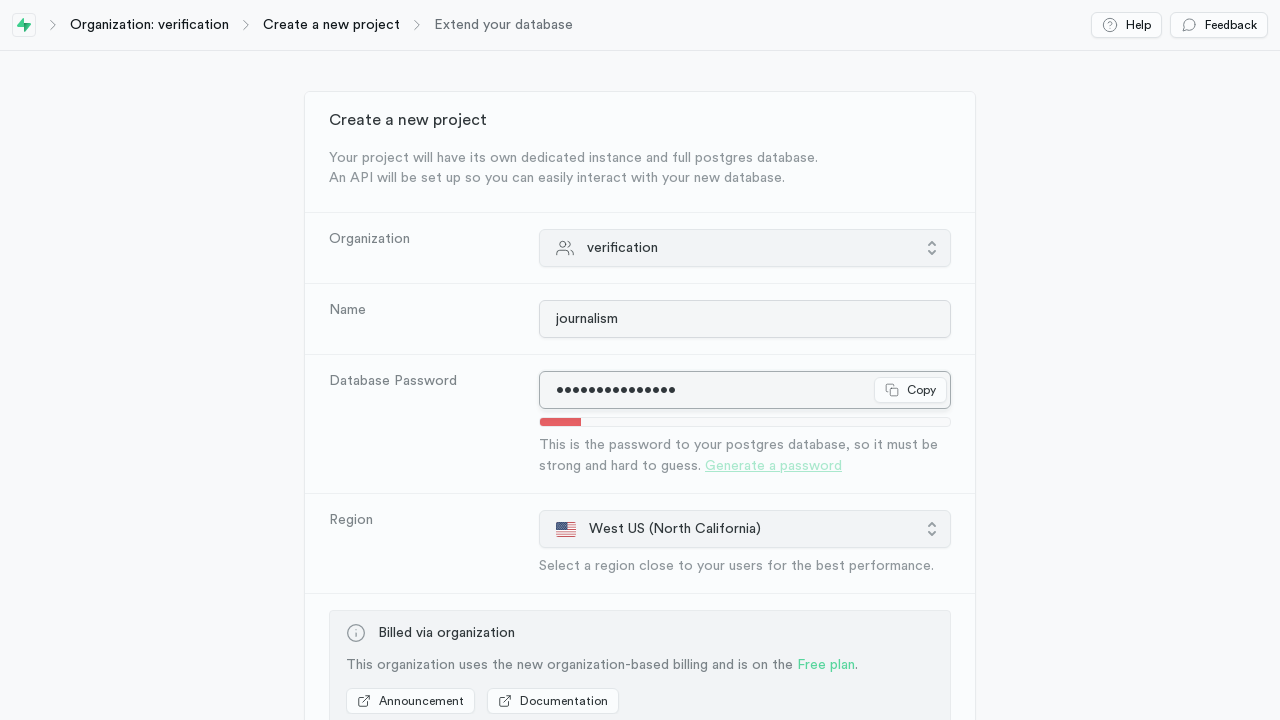 Organization: verification
Create a new project
Extend your database
Help
Feedback
Create a new project
Your project will have its own dedicated instance and full postgres database.
An API will be set up so you can easily interact with your new database.
Organization
verification
Name
journalism
Database Password
•••••••••••••••
Copy
This is the password to your postgres database, so it must be
strong and hard to guess. Generate a password
Region
West US (North California)
Select a region close to your users for the best performance.
Billed via organization
This organization uses the new organization-based billing and is on the Free plan.
Announcement
Documentation